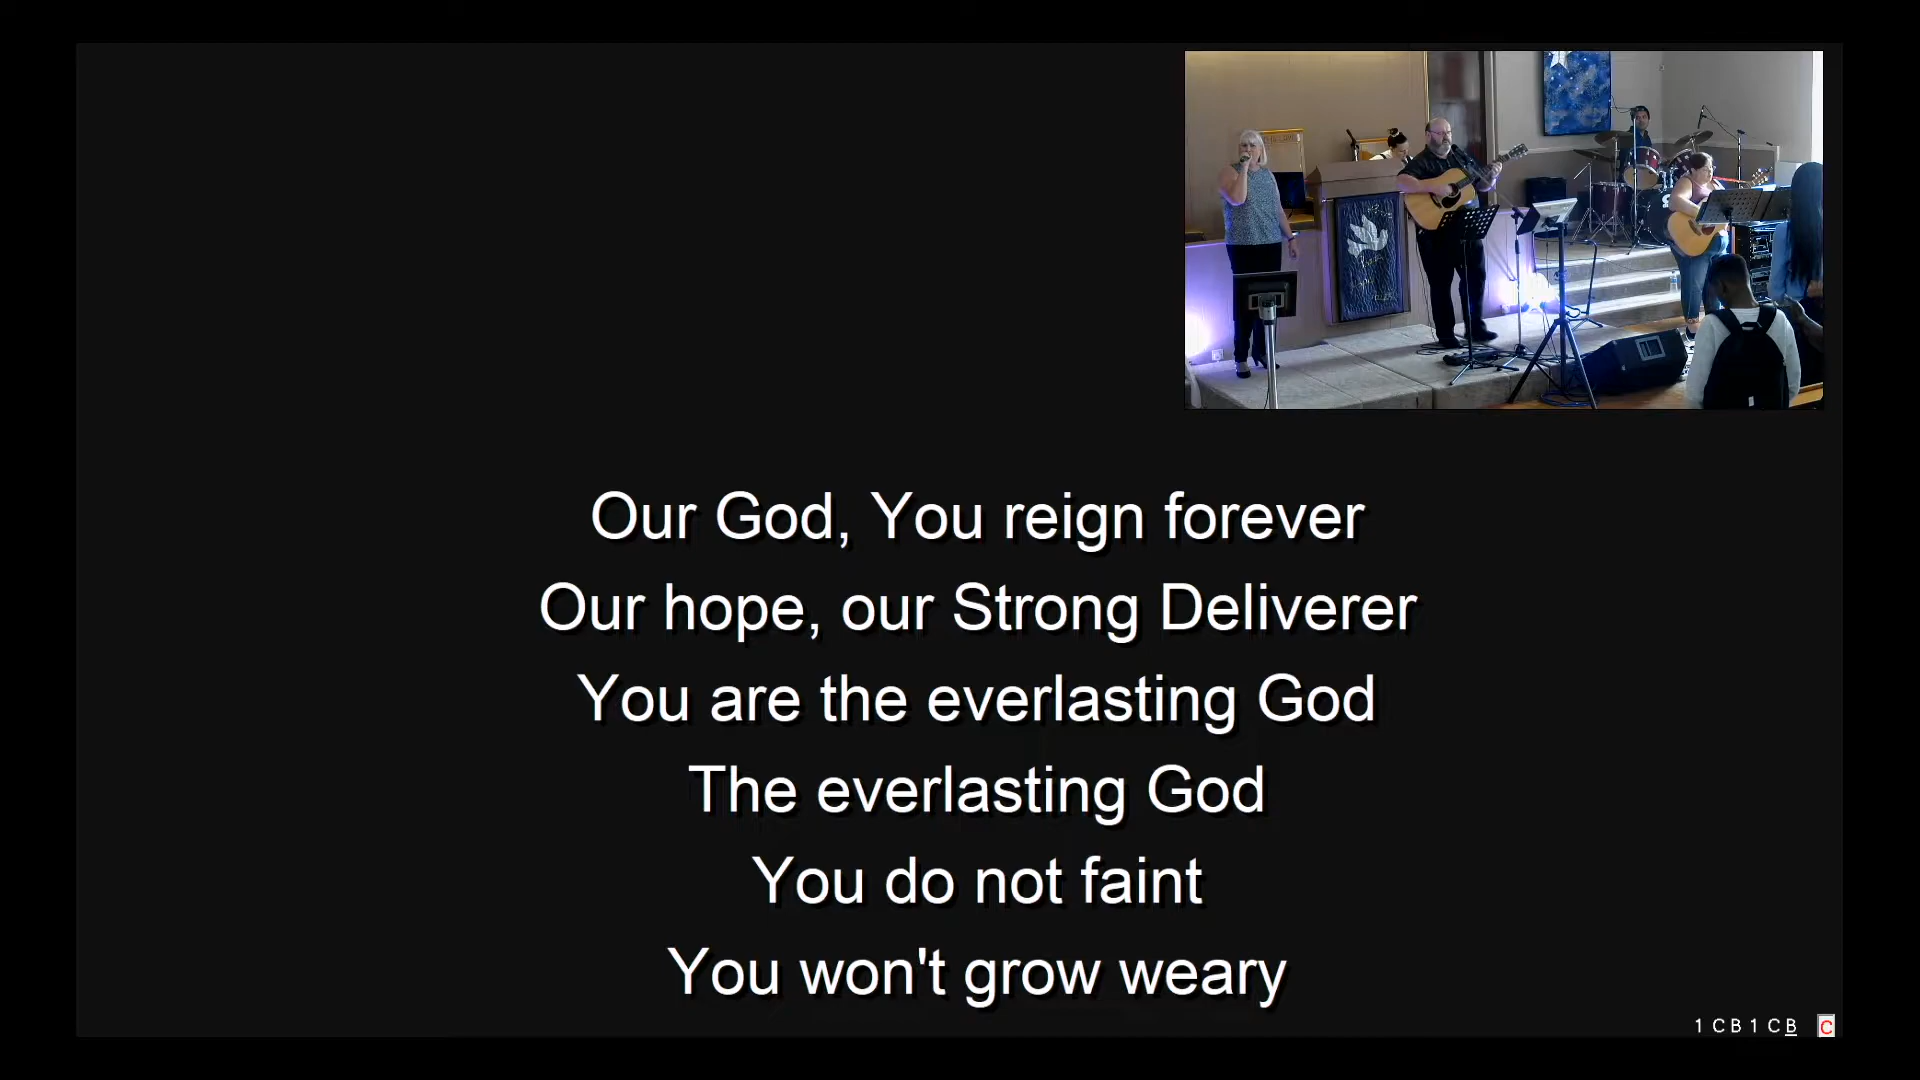 Our God, You reign forever
Our hope, our Strong Deliverer
You are the everlasting God
The everlasting God
You do not faint
You won't grow weary
1 C B 1 C B C